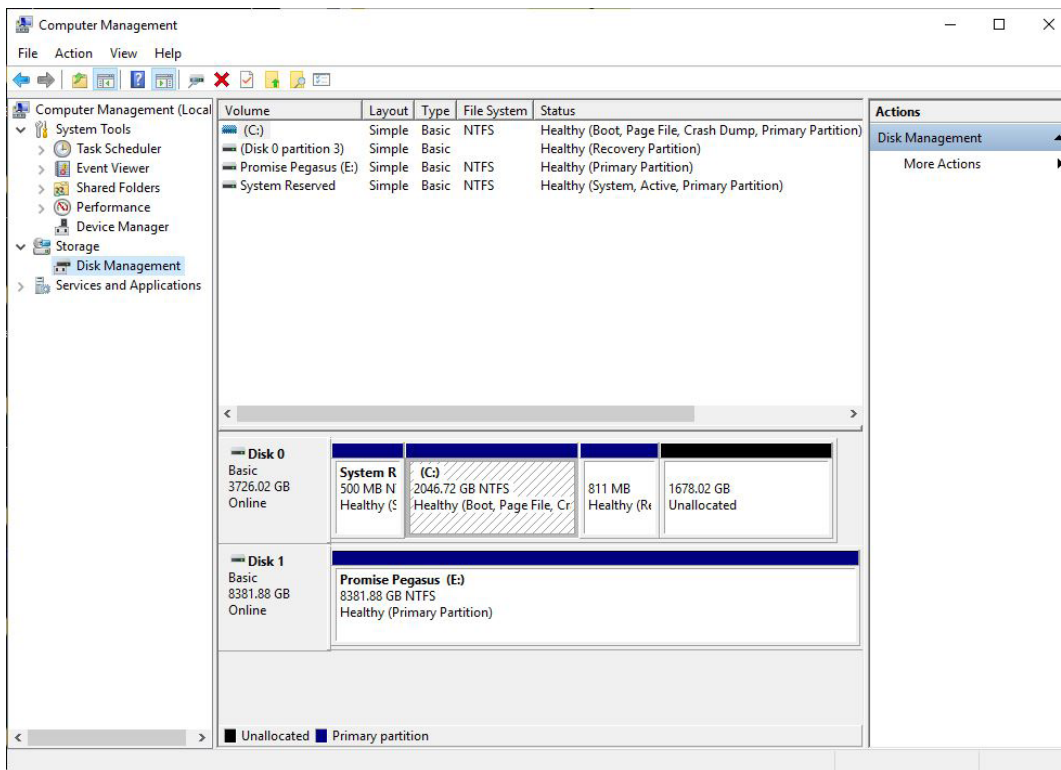 Computer Management
File Action View Help
Computer Management (Local
System Tools
Task Scheduler
Event Viewer
Shared Folders
Performance
Device Manager
Storage
Disk Management
Services and Applications
Volume Layout Type File System Status
(C:) Simple Basic NTFS Healthy (Boot, Page File, Crash Dump, Primary Partition)
(Disk 0 partition 3) Simple Basic Healthy (Recovery Partition)
Promise Pegasus (E:) Simple Basic NTFS Healthy (Primary Partition)
System Reserved Simple Basic NTFS Healthy (System, Active, Primary Partition)
Actions
Disk Management
More Actions
Disk 0
Basic
3726.02 GB
Online
System R
500 MB N
Healthy (S
(C:)
2046.72 GB NTFS
Healthy (Boot, Page File, Cr
811 MB
Healthy (Re
1678.02 GB
Unallocated
Disk 1
Basic
8381.88 GB
Online
Promise Pegasus (E:)
8381.88 GB NTFS
Healthy (Primary Partition)
Unallocated Primary partition